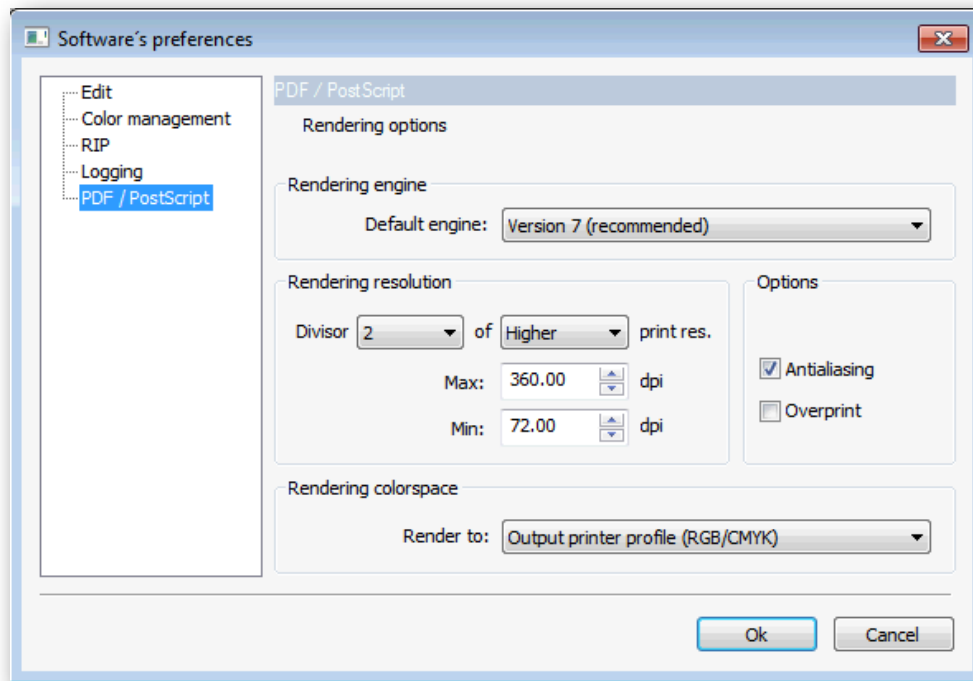 Software´s preferences
Edit
Color management
RIP
Logging
PDF / PostScript
PDF / PostScript
Rendering options
Rendering engine
Default engine: Version 7 (recommended)
Rendering resolution
Divisor 2 of Higher print res.
Max: 360.00 dpi
Min: 72.00 dpi
Options
Antialiasing
Overprint
Rendering colorspace
Render to: Output printer profile (RGB/CMYK)
Ok Cancel